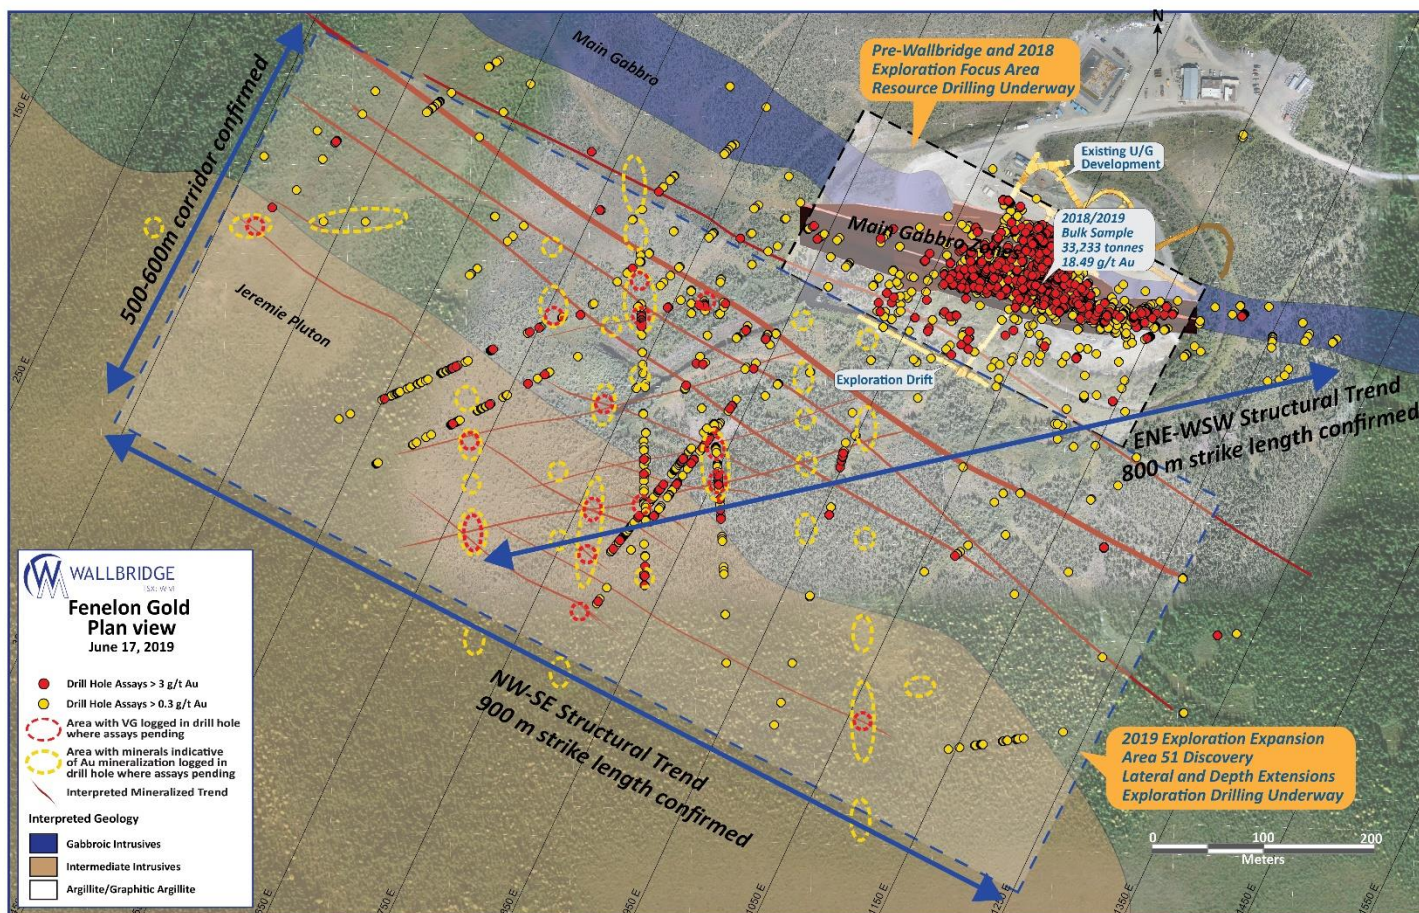 N
Main Gabbro
Pre-Wallbridge and 2018
Exploration Focus Area
Resource Drilling Underway
150 E
500-600m corridor confirmed
Existing U/G
Development
2018/2019
Bulk Sample
33,233 tonnes
18.49 g/t Au
Main Gabbro Zone
Jeremie Pluton
250 E
Exploration Drift
ENE-WSW Structural Trend
800 m strike length confirmed
WALLBRIDGE
Fenelon Gold
Plan view
June 17, 2019
Drill Hole Assays > 3 g/t Au
Drill Hole Assays > 0.3 g/t Au
Area with VG logged in drill hole
where assays pending
Area with minerals indicative
of Au mineralization logged in
drill hole where assays pending
Interpreted Mineralized Trend
Interpreted Geology
Gabbroic Intrusives
Intermediate Intrusives
Argillite/Graphitic Argillite
NW-SE Structural Trend
900 m strike length confirmed
2019 Exploration Expansion
Area 51 Discovery
Lateral and Depth Extensions
Exploration Drilling Underway
0 100 200
Meters
650 E
750 E
850 E
950 E
1050 E
1150 E
1250 E
1350 E
1450 E
1550 E